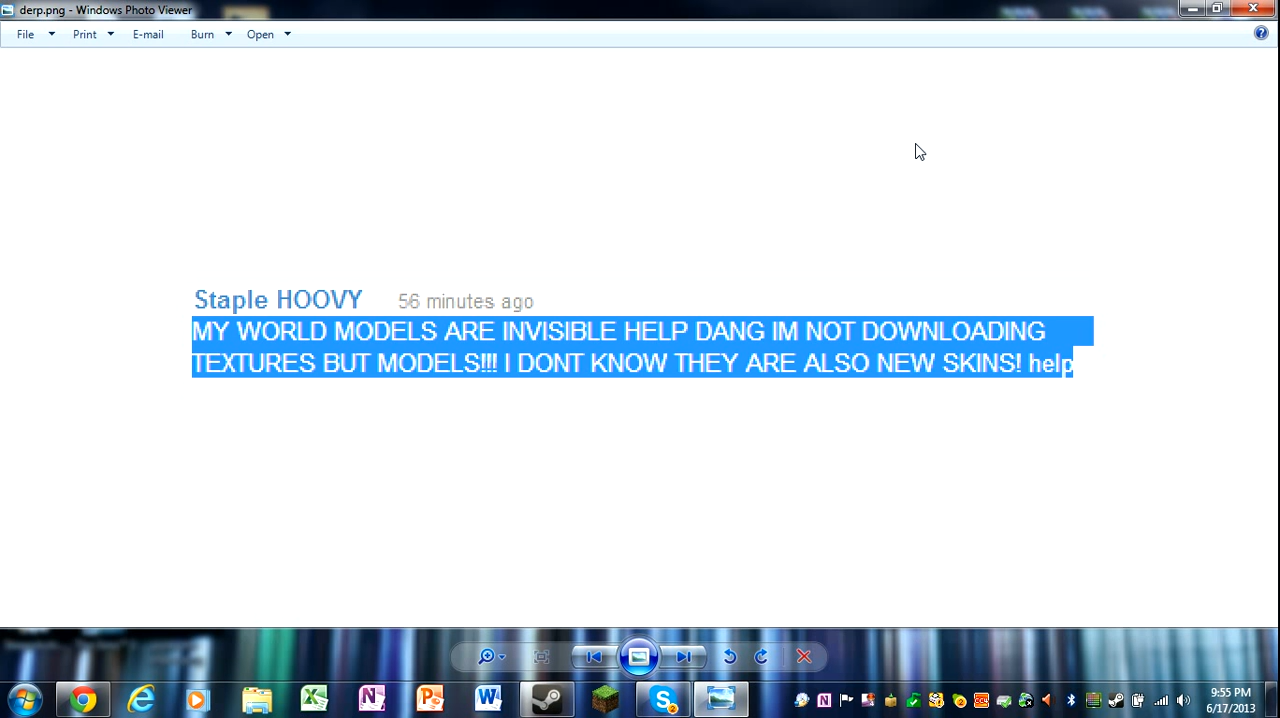 derp.png - Windows Photo Viewer
File Print E-mail Burn Open
Staple HOOVY 56 minutes ago
MY WORLD MODELS ARE INVISIBLE HELP DANG IM NOT DOWNLOADING
TEXTURES BUT MODELS!!! I DONT KNOW THEY ARE ALSO NEW SKINS! help
9:55 PM
6/17/2013